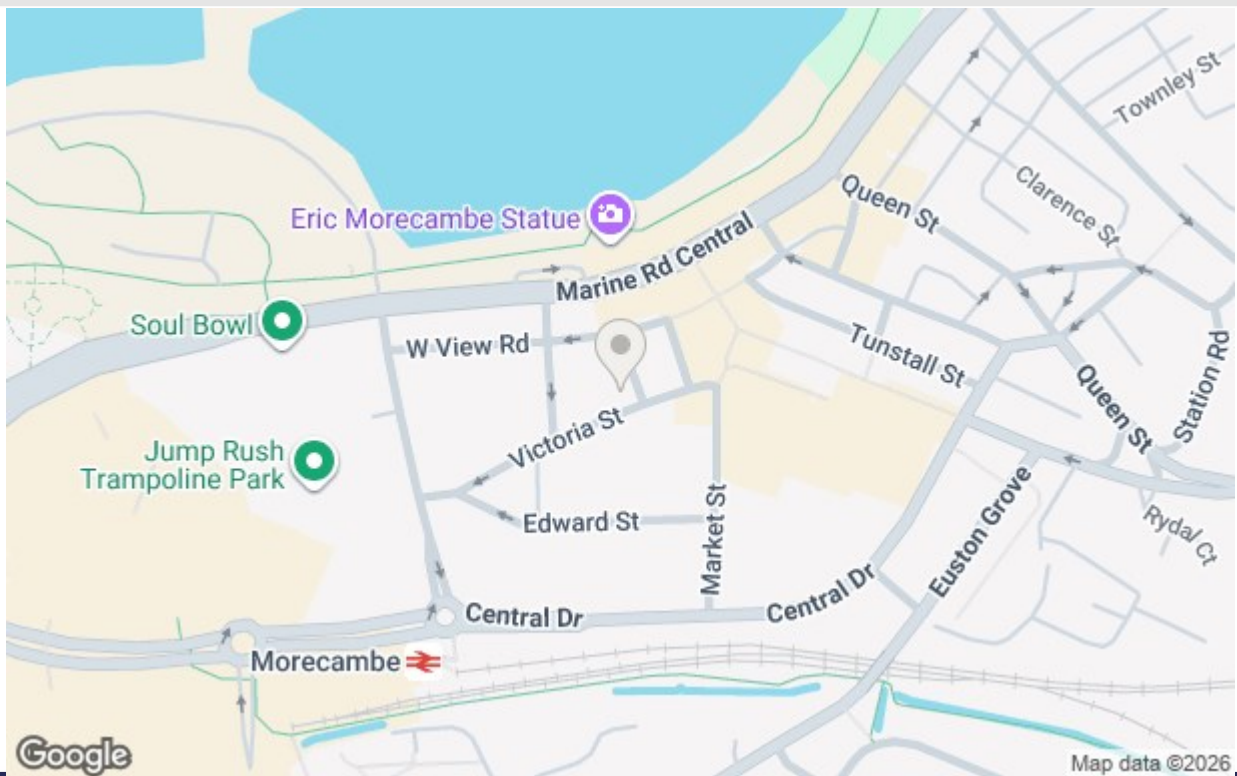 Townley St
Clarence St
Queen St
Eric Morecambe Statue
Marine Rd Central
Soul Bowl
W View Rd
Tunstall St
Station Rd
Queen St
Victoria St
Jump Rush
Trampoline Park
Edward St
Market St
Euston Grove
Rydal Ct
Central Dr
Central Dr
Morecambe
Google
Map data ©2026